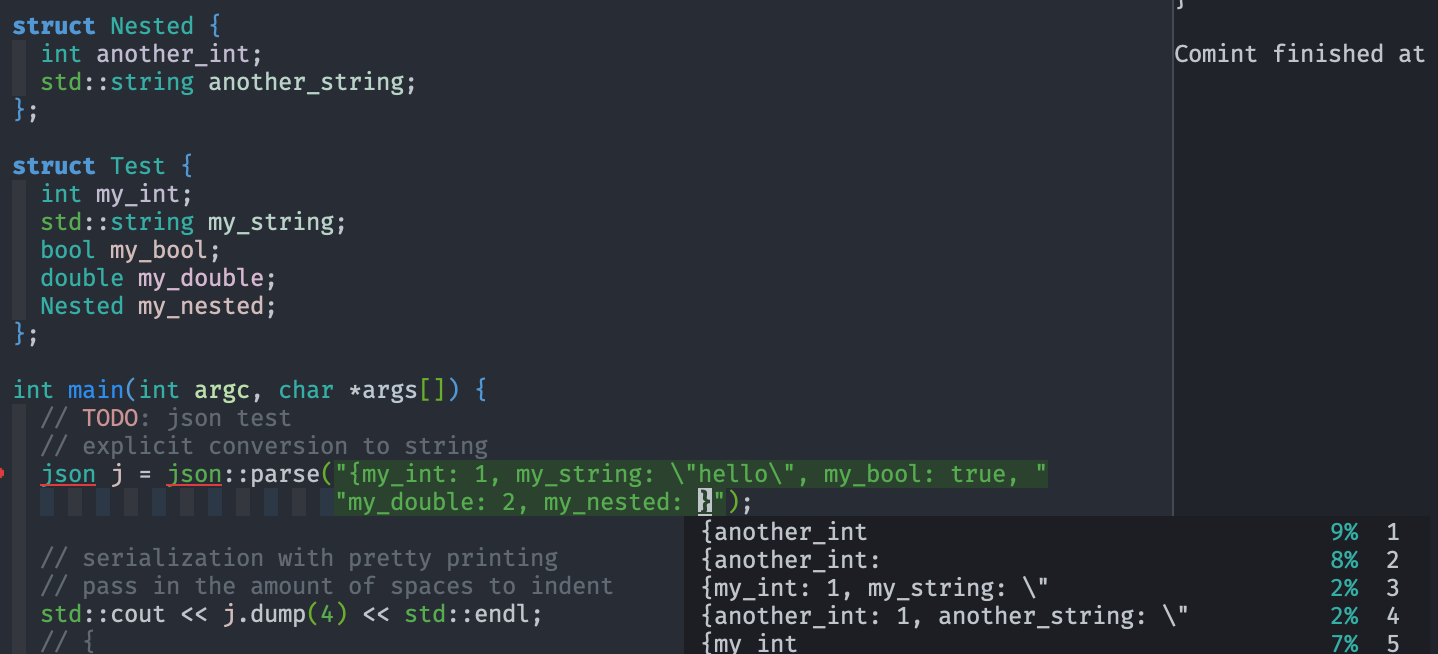 struct Nested {
  int another_int;
  std::string another_string;
};

struct Test {
  int my_int;
  std::string my_string;
  bool my_bool;
  double my_double;
  Nested my_nested;
};

int main(int argc, char *args[]) {
  // TODO: json test
  // explicit conversion to string
  json j = json::parse("{my_int: 1, my_string: \"hello\", my_bool: true, "
                       "my_double: 2, my_nested: }");

  // serialization with pretty printing
  // pass in the amount of spaces to indent
  std::cout << j.dump(4) << std::endl;
  // {
{another_int 9% 1
{another_int: 8% 2
{my_int: 1, my_string: \" 2% 3
{another_int: 1, another_string: \" 2% 4
{my_int 7% 5
}
Comint finished at